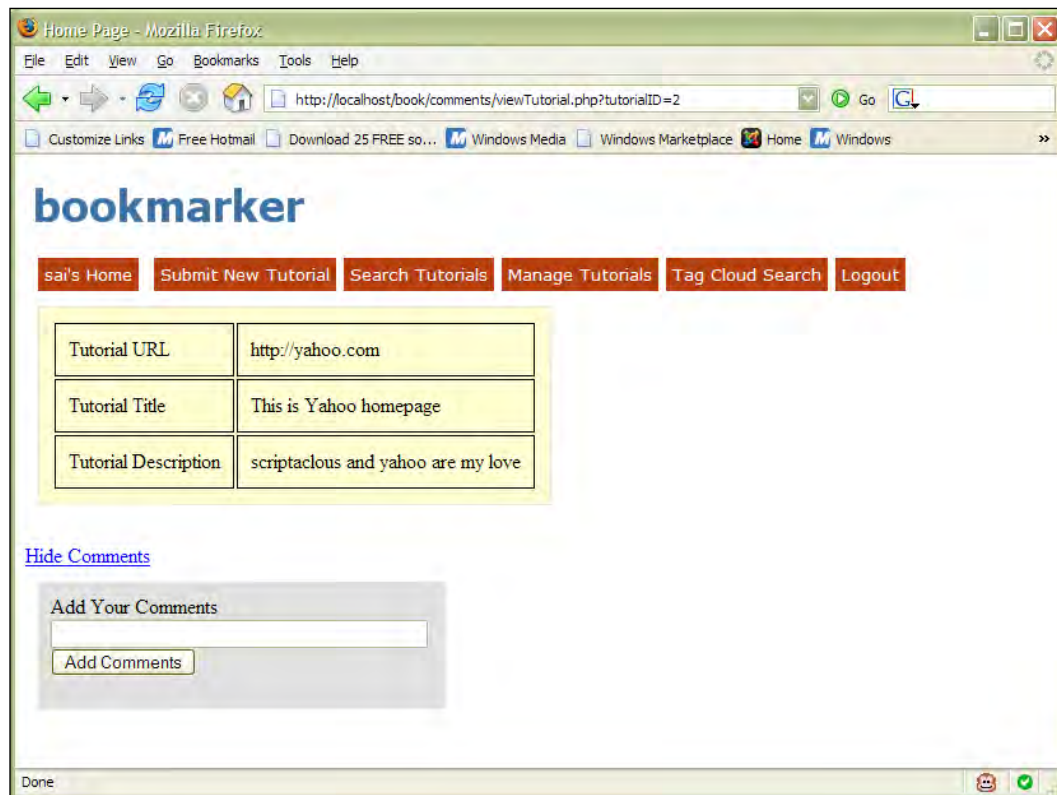 Home Page - Mozilla Firefox
File Edit View Go Bookmarks Tools Help
http://localhost/book/comments/viewTutorial.php?tutorialID=2 Go G
Customize Links Free Hotmail Download 25 FREE so... Windows Media Windows Marketplace Home Windows »
bookmarker
sai's Home Submit New Tutorial Search Tutorials Manage Tutorials Tag Cloud Search Logout
Tutorial URL http://yahoo.com
Tutorial Title This is Yahoo homepage
Tutorial Description scriptaclous and yahoo are my love
Hide Comments
Add Your Comments
Add Comments
Done